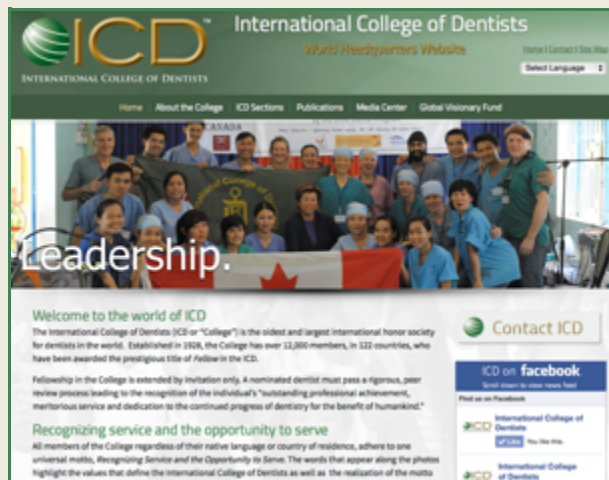 ICD™
INTERNATIONAL COLLEGE OF DENTISTS
International College of Dentists
World Headquarters Website
Home | Contact | Site Map
Select Language
Home About the College ICD Sections Publications Media Center Global Visionary Fund
CANADA
national College of De
Leadership.
Welcome to the world of ICD
The International College of Dentists (ICD or "College") is the oldest and largest international honor society
for dentists in the world. Established in 1928, the College has over 12,000 members, in 122 countries, who
have been awarded the prestigious title of Fellow in the ICD.
Fellowship in the College is extended by invitation only. A nominated dentist must pass a rigorous, peer
review process leading to the recognition of the individual's "outstanding professional achievement,
meritorious service and dedication to the continued progress of dentistry for the benefit of humankind."
Recognizing service and the opportunity to serve
All members of the College regardless of their native language or country of residence, adhere to one
universal motto, Recognizing Service and the Opportunity to Serve. The words that appear along the photos
highlight the values that define the International College of Dentists as well as the realization of the motto
Contact ICD
ICD on facebook
Scroll down to view news feed
Find us on Facebook
ICD
International College of
Dentists
Like You like this.
ICD
International College
of Dentists